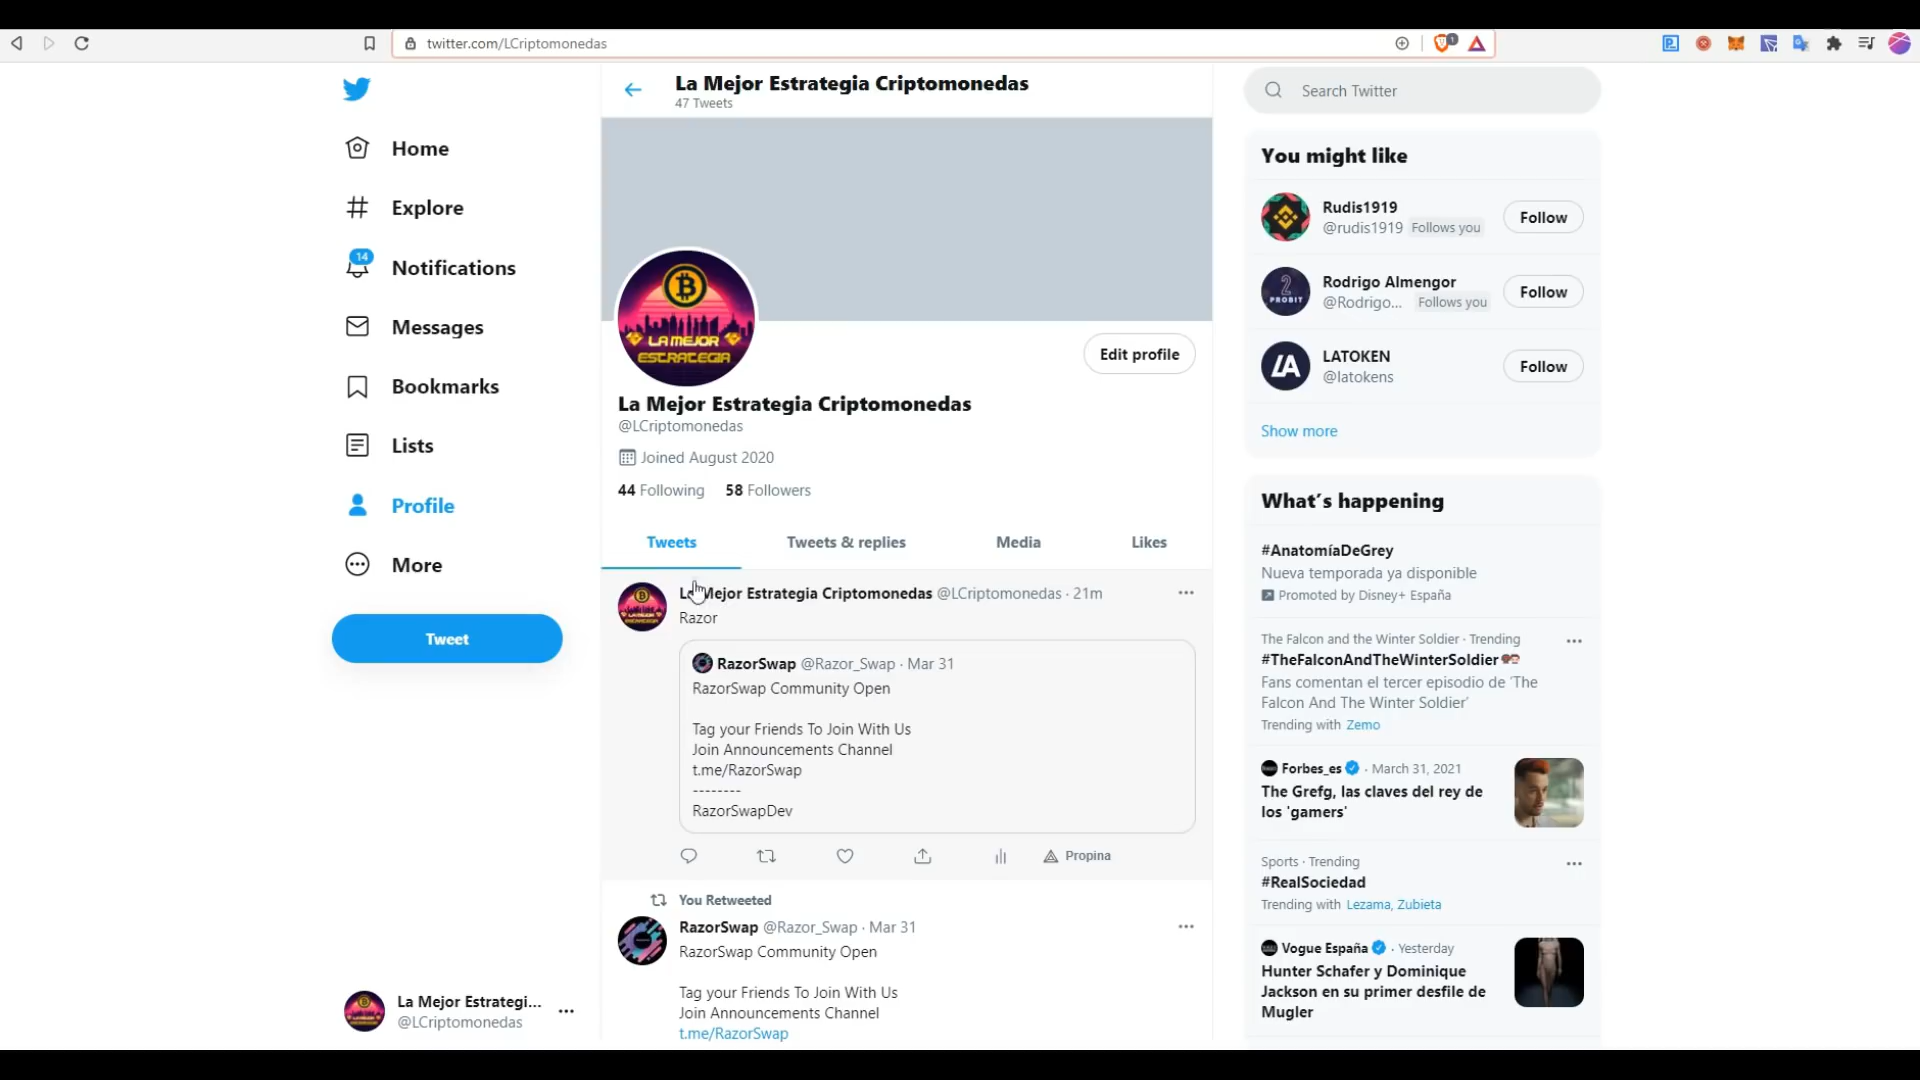 twitter.com/LCriptomonedas
1
Home
Explore
14
Notifications
Messages
Bookmarks
Lists
Profile
More
Tweet
La Mejor Estrategi...
@LCriptomonedas
La Mejor Estrategia Criptomonedas
47 Tweets
LA MEJOR
ESTRATEGIA
Edit profile
La Mejor Estrategia Criptomonedas
@LCriptomonedas
Joined August 2020
44 Following 58 Followers
Tweets Tweets & replies Media Likes
La Mejor Estrategia Criptomonedas @LCriptomonedas · 21m
Razor
RazorSwap @Razor_Swap · Mar 31
RazorSwap Community Open
Tag your Friends To Join With Us
Join Announcements Channel
t.me/RazorSwap
--------
RazorSwapDev
Propina
You Retweeted
RazorSwap @Razor_Swap · Mar 31
RazorSwap Community Open
Tag your Friends To Join With Us
Join Announcements Channel
t.me/RazorSwap
Search Twitter
You might like
Rudis1919
@rudis1919 Follows you
Follow
2
PROBIT
Rodrigo Almengor
@Rodrigo... Follows you
Follow
LA
LATOKEN
@latokens
Follow
Show more
What's happening
#AnatomíaDeGrey
Nueva temporada ya disponible
Promoted by Disney+ España
The Falcon and the Winter Soldier · Trending
#TheFalconAndTheWinterSoldier
Fans comentan el tercer episodio de 'The
Falcon And The Winter Soldier'
Trending with Zemo
Forbes_es · March 31, 2021
The Grefg, las claves del rey de
los 'gamers'
Sports · Trending
#RealSociedad
Trending with Lezama, Zubieta
Vogue España · Yesterday
Hunter Schafer y Dominique
Jackson en su primer desfile de
Mugler